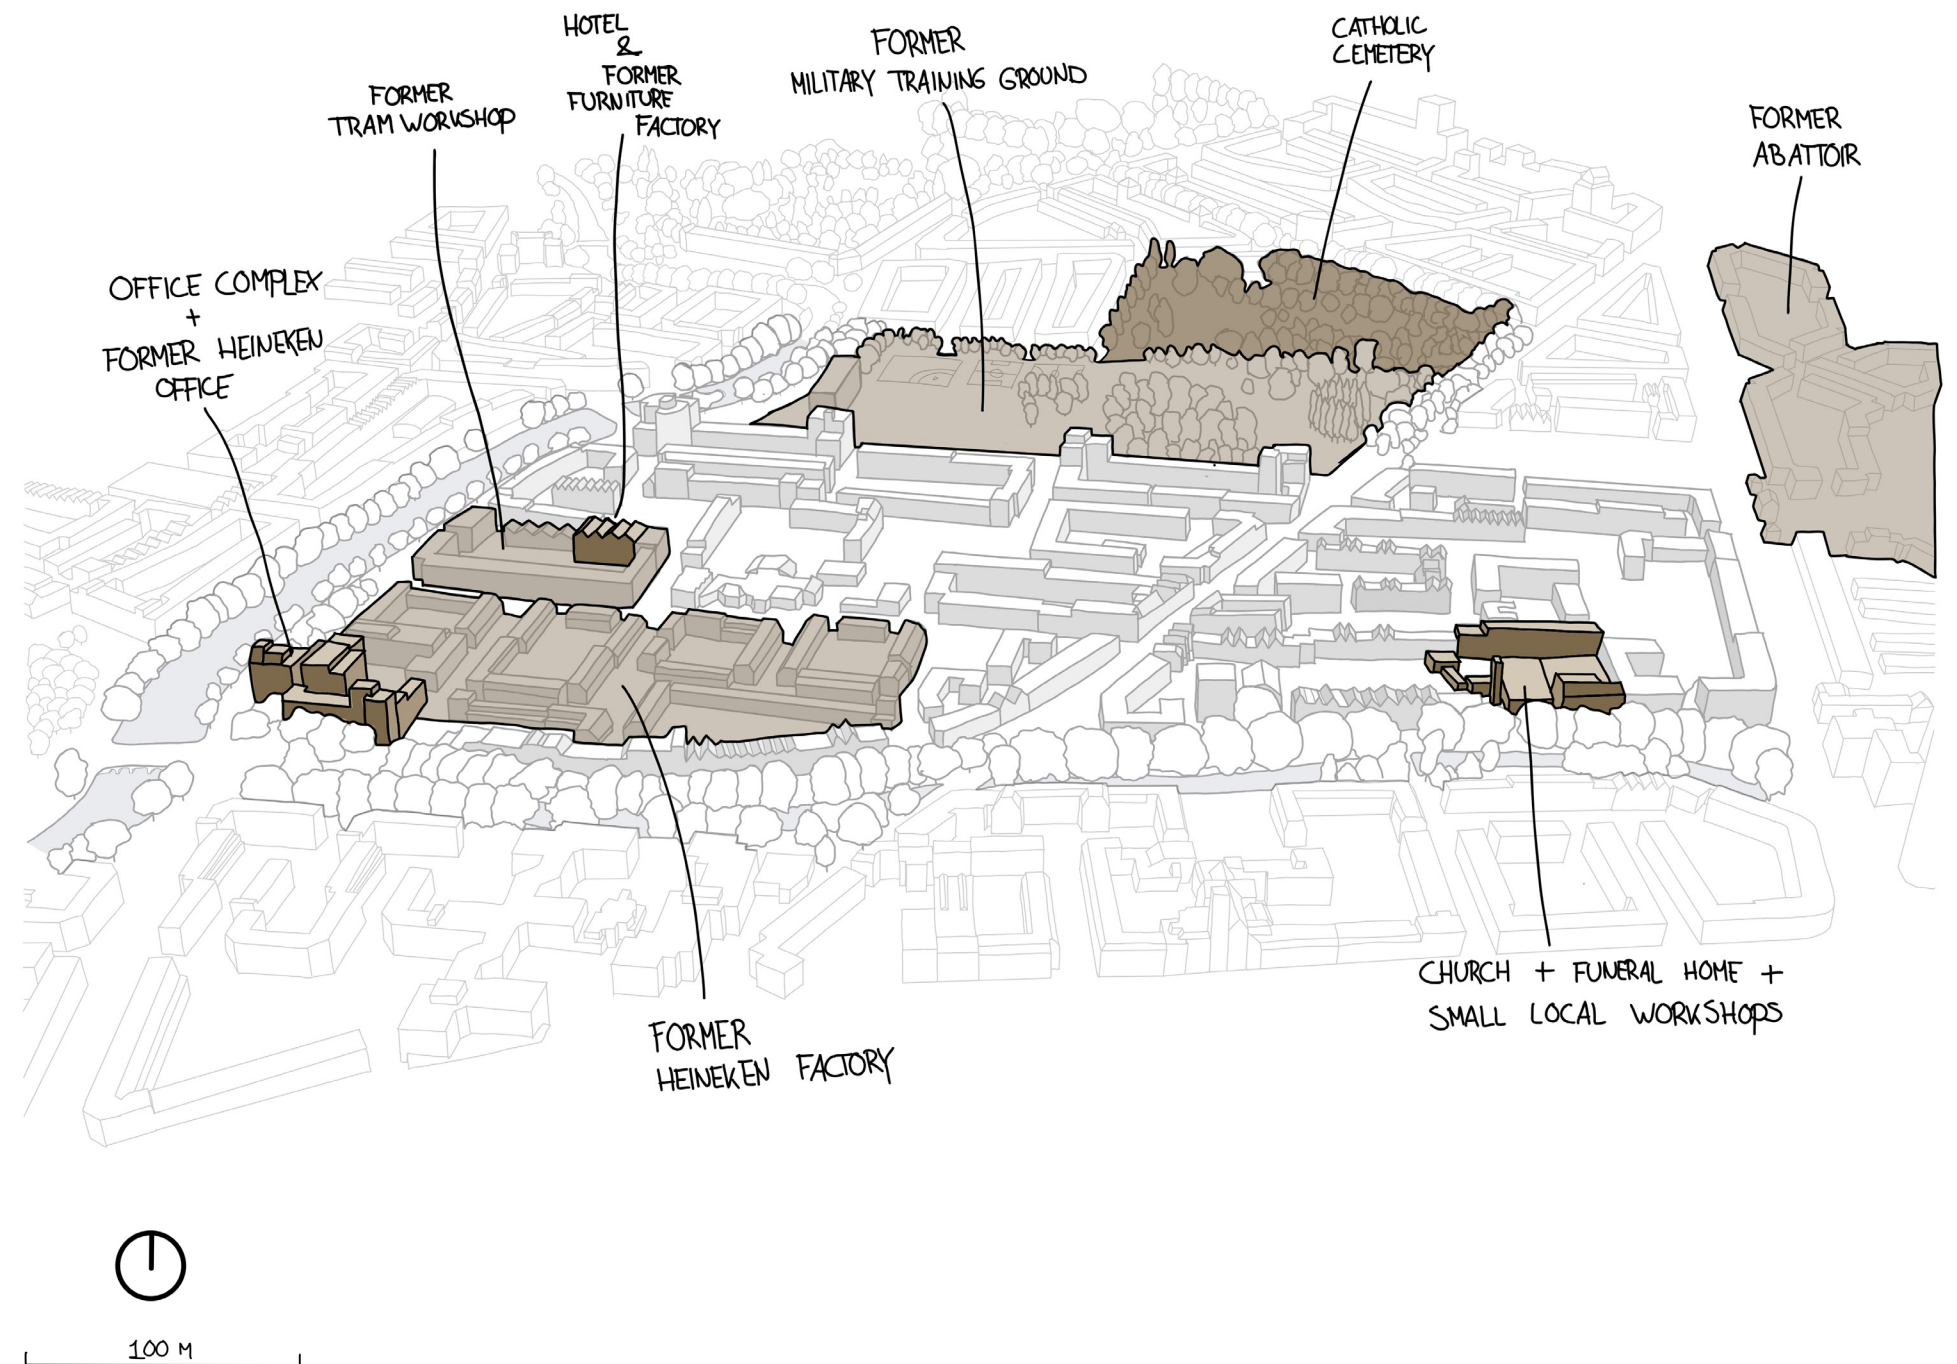 HOTEL
&
FORMER
FURNITURE
FACTORY
FORMER
MILITARY TRAINING GROUND
CATHOLIC
CEMETERY
FORMER
TRAM WORKSHOP
FORMER
ABATTOIR
OFFICE COMPLEX
+
FORMER HEINEKEN
OFFICE
CHURCH + FUNERAL HOME +
SMALL LOCAL WORKSHOPS
FORMER
HEINEKEN FACTORY
100 M